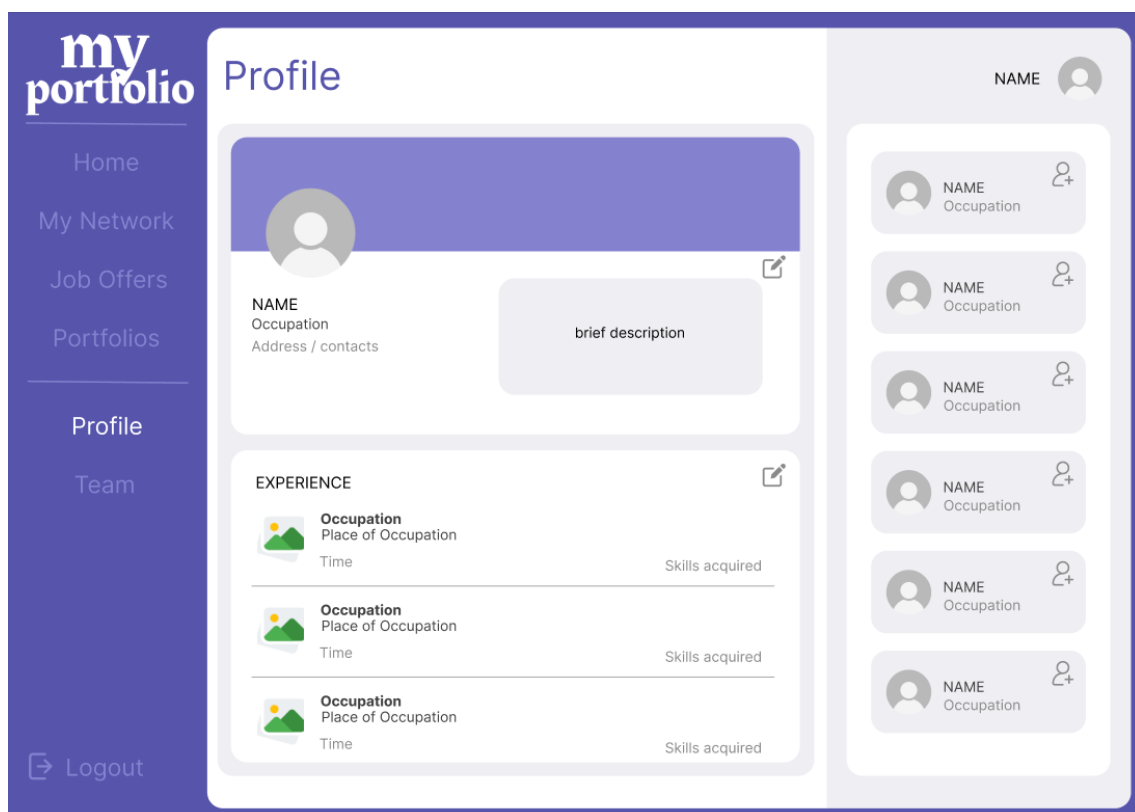 my
portfolio
Home
My Network
Job Offers
Portfolios
Profile
Team
Logout
Profile
NAME
Occupation
Address / contacts
brief description
EXPERIENCE
Occupation
Place of Occupation
Time
Skills acquired
Occupation
Place of Occupation
Time
Skills acquired
Occupation
Place of Occupation
Time
Skills acquired
NAME
NAME
Occupation
NAME
Occupation
NAME
Occupation
NAME
Occupation
NAME
Occupation
NAME
Occupation